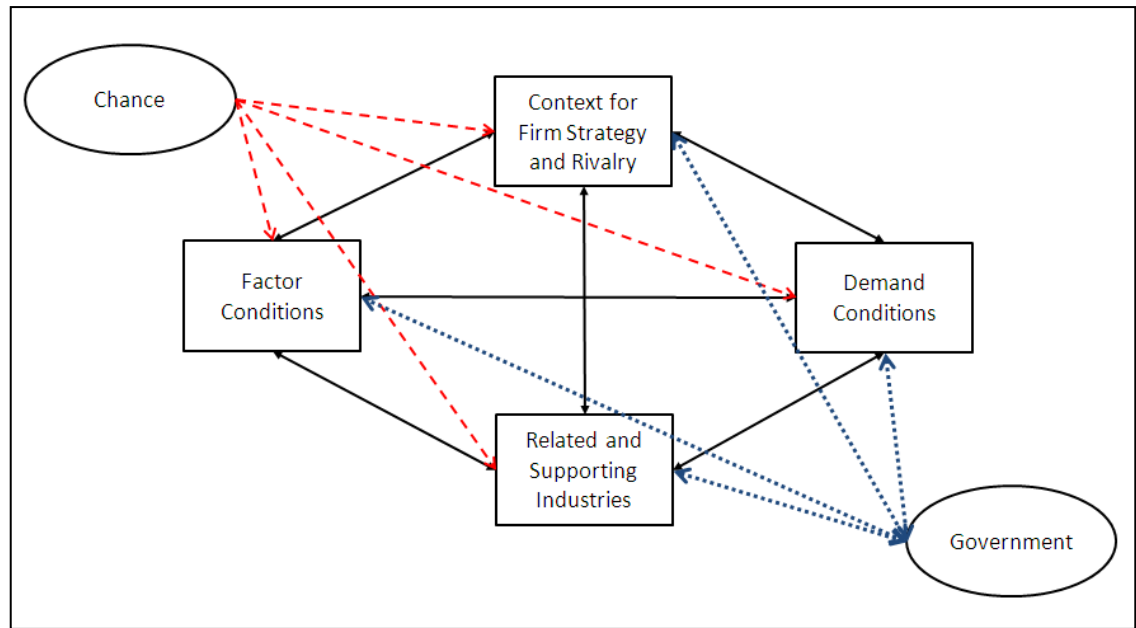 Chance
Context for
Firm Strategy
and Rivalry
Factor
Conditions
Demand
Conditions
Related and
Supporting
Industries
Government